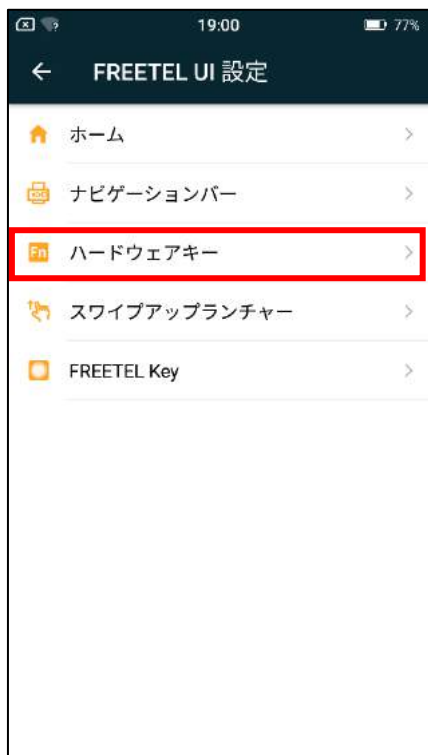 19:00
77%
FREETEL UI 設定
ホーム
ナビゲーションバー
Fn ハードウェアキー
スワイプアップランチャー
FREETEL Key